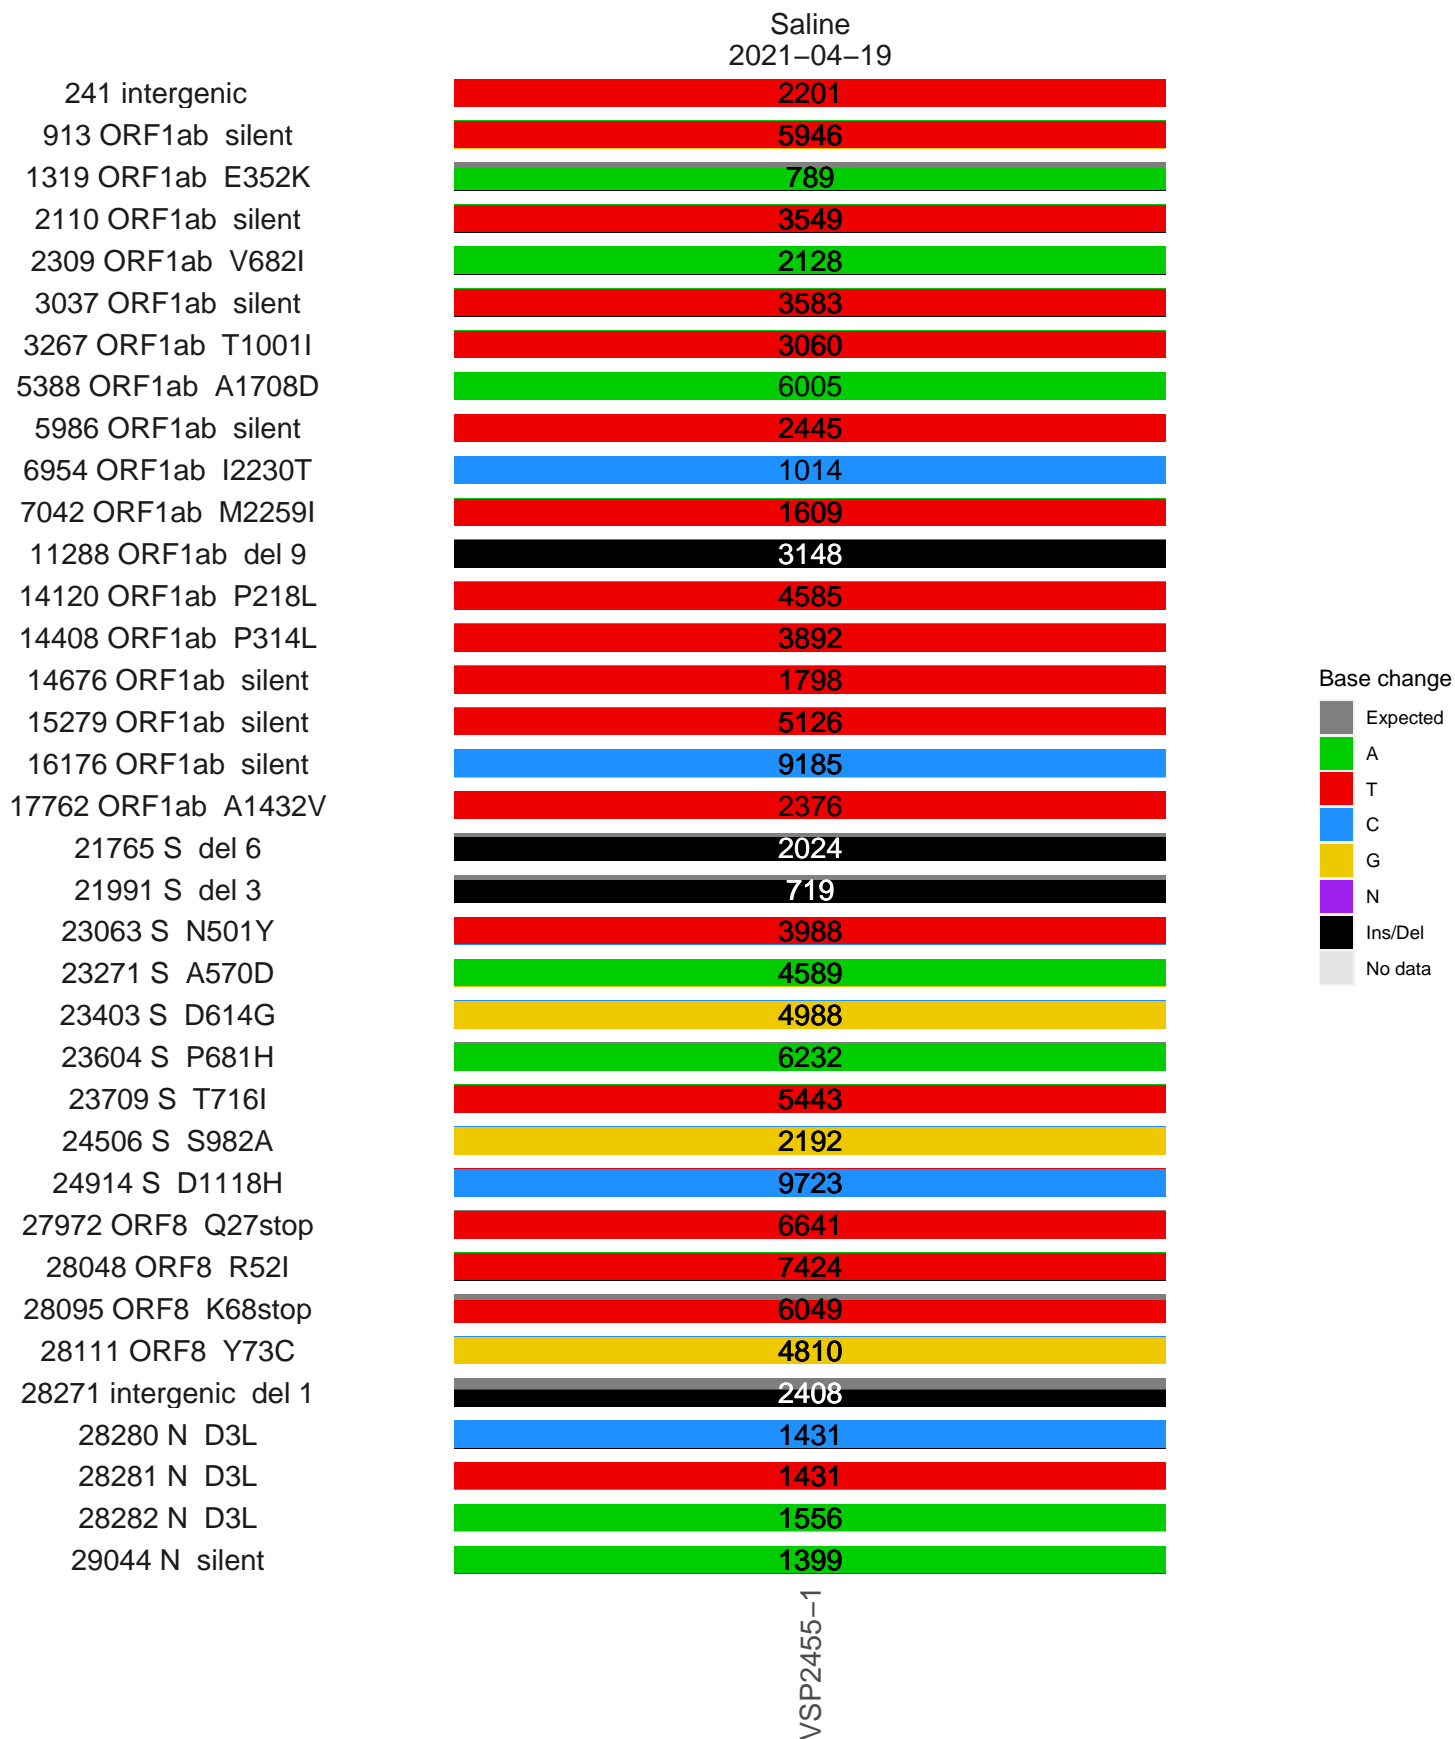 Saline
2021−04−19
241 intergenic 2201
913 ORF1ab silent 5946
1319 ORF1ab E352K 789
2110 ORF1ab silent 3549
2309 ORF1ab V682I 2128
3037 ORF1ab silent 3583
3267 ORF1ab T1001I 3060
5388 ORF1ab A1708D 6005
5986 ORF1ab silent 2445
6954 ORF1ab I2230T 1014
7042 ORF1ab M2259I 1609
11288 ORF1ab del 9 3148
14120 ORF1ab P218L 4585
14408 ORF1ab P314L 3892
14676 ORF1ab silent 1798
15279 ORF1ab silent 5126
16176 ORF1ab silent 9185
17762 ORF1ab A1432V 2376
21765 S del 6 2024
21991 S del 3 719
23063 S N501Y 3988
23271 S A570D 4589
23403 S D614G 4988
23604 S P681H 6232
23709 S T716I 5443
24506 S S982A 2192
24914 S D1118H 9723
27972 ORF8 Q27stop 6641
28048 ORF8 R52I 7424
28095 ORF8 K68stop 6049
28111 ORF8 Y73C 4810
28271 intergenic del 1 2408
28280 N D3L 1431
28281 N D3L 1431
28282 N D3L 1556
29044 N silent 1399
VSP2455−1
Base change
Expected
A
T
C
G
N
Ins/Del
No data